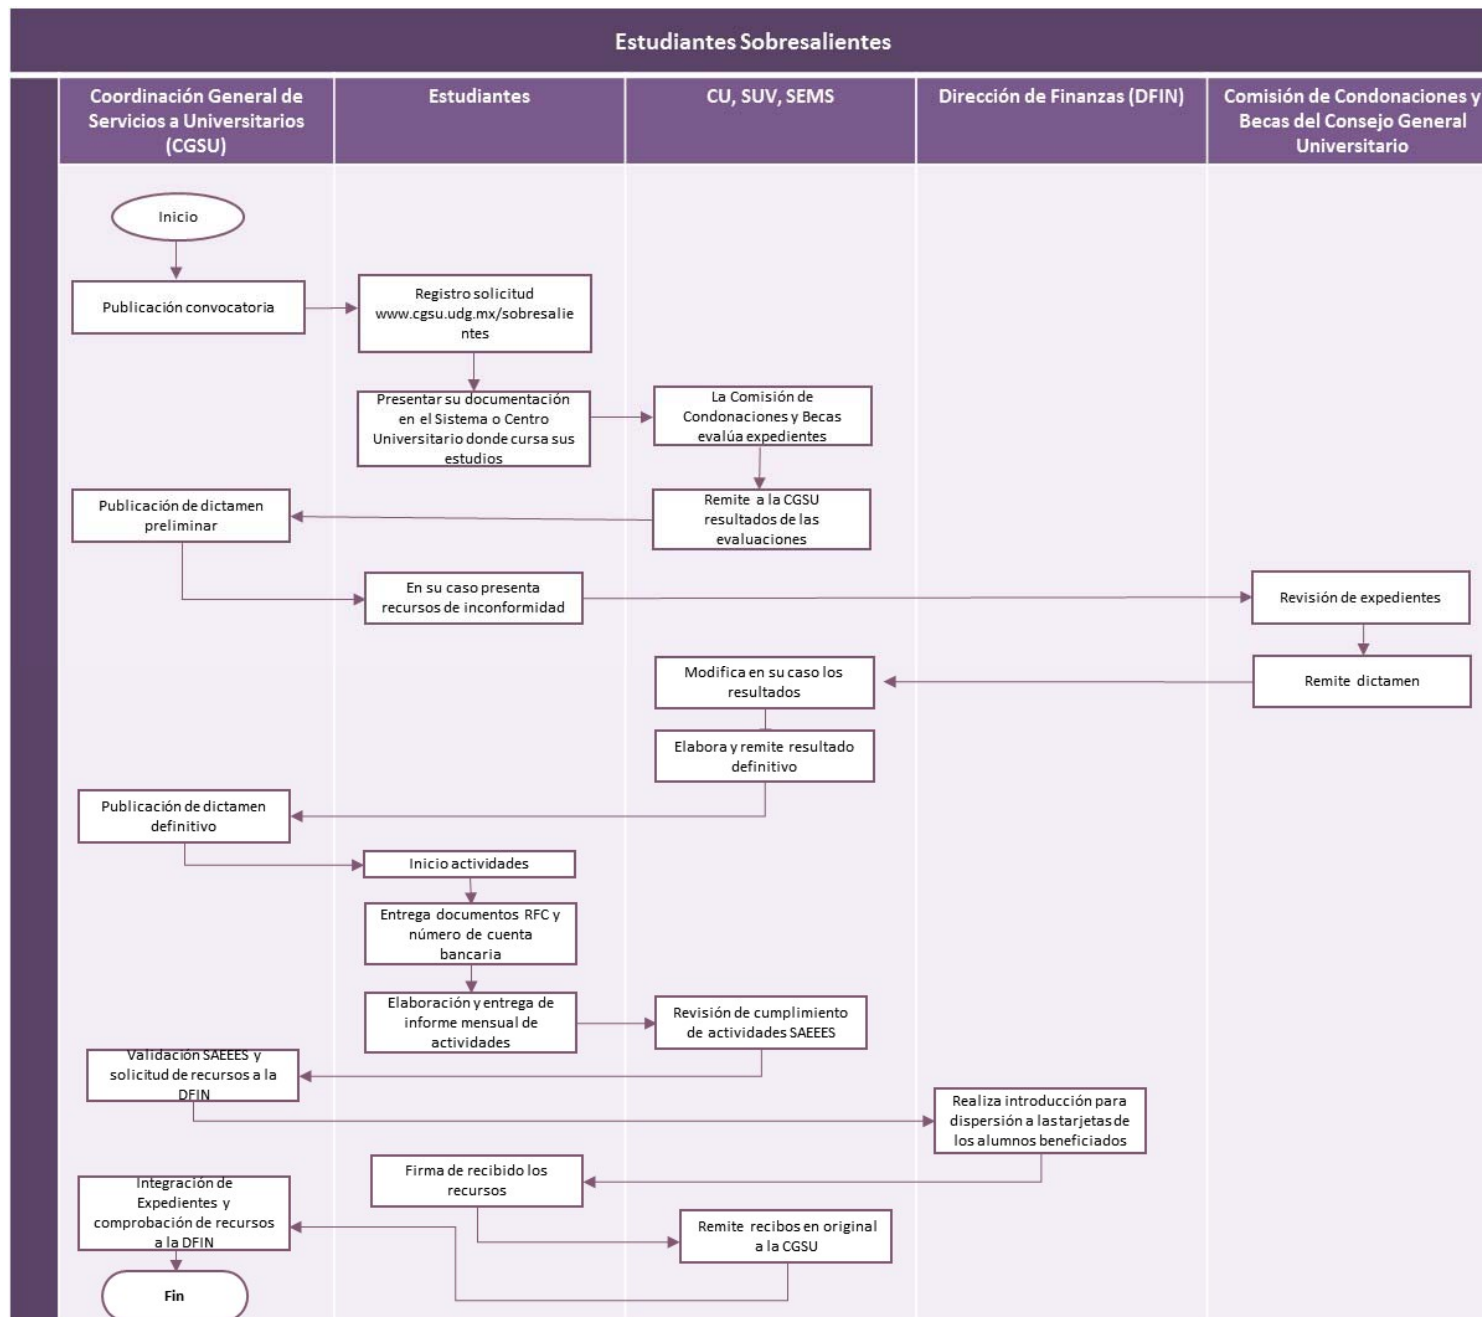 Estudiantes Sobresalientes
Coordinación General de
Servicios a Universitarios
(CGSU)
Estudiantes
CU, SUV, SEMS
Dirección de Finanzas (DFIN)
Comisión de Condonaciones y
Becas del Consejo General
Universitario
Inicio
Publicación convocatoria
Registro solicitud
www.cgsu.udg.mx/sobresalie
ntes
Presentar su documentación
en el Sistema o Centro
Universitario donde cursa sus
estudios
La Comisión de
Condonaciones y Becas
evalúa expedientes
Remite a la CGSU
resultados de las
evaluaciones
Publicación de dictamen
preliminar
En su caso presenta
recursos de inconformidad
Revisión de expedientes
Remite dictamen
Modifica en su caso los
resultados
Elabora y remite resultado
definitivo
Publicación de dictamen
definitivo
Inicio actividades
Entrega documentos RFC y
número de cuenta
bancaria
Elaboración y entrega de
informe mensual de
actividades
Revisión de cumplimiento
de actividades SAEEES
Validación SAEEES y
solicitud de recursos a la
DFIN
Realiza introducción para
dispersión a las tarjetas de
los alumnos beneficiados
Firma de recibido los
recursos
Remite recibos en original
a la CGSU
Integración de
Expedientes y
comprobación de recursos
a la DFIN
Fin